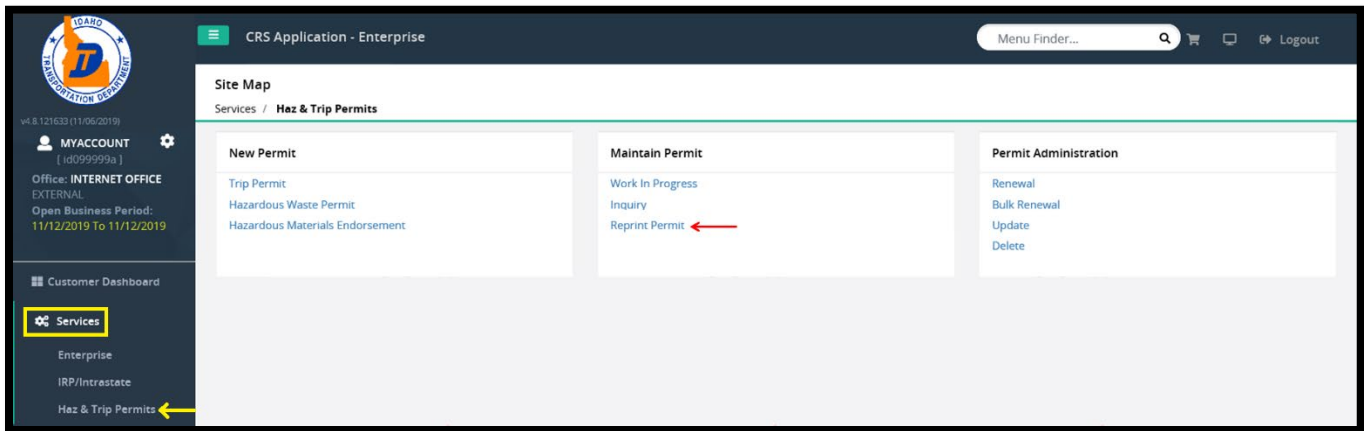 IDAHO
TRANSPORTATION DEPARTMENT
v4.8.121633 (11/06/2019)
MYACCOUNT
[ id099999a ]
Office: INTERNET OFFICE
EXTERNAL
Open Business Period:
11/12/2019 To 11/12/2019
Customer Dashboard
Services
Enterprise
IRP/Intrastate
Haz & Trip Permits
CRS Application - Enterprise
Menu Finder...
Logout
Site Map
Services / Haz & Trip Permits
New Permit
Trip Permit
Hazardous Waste Permit
Hazardous Materials Endorsement
Maintain Permit
Work In Progress
Inquiry
Reprint Permit
Permit Administration
Renewal
Bulk Renewal
Update
Delete